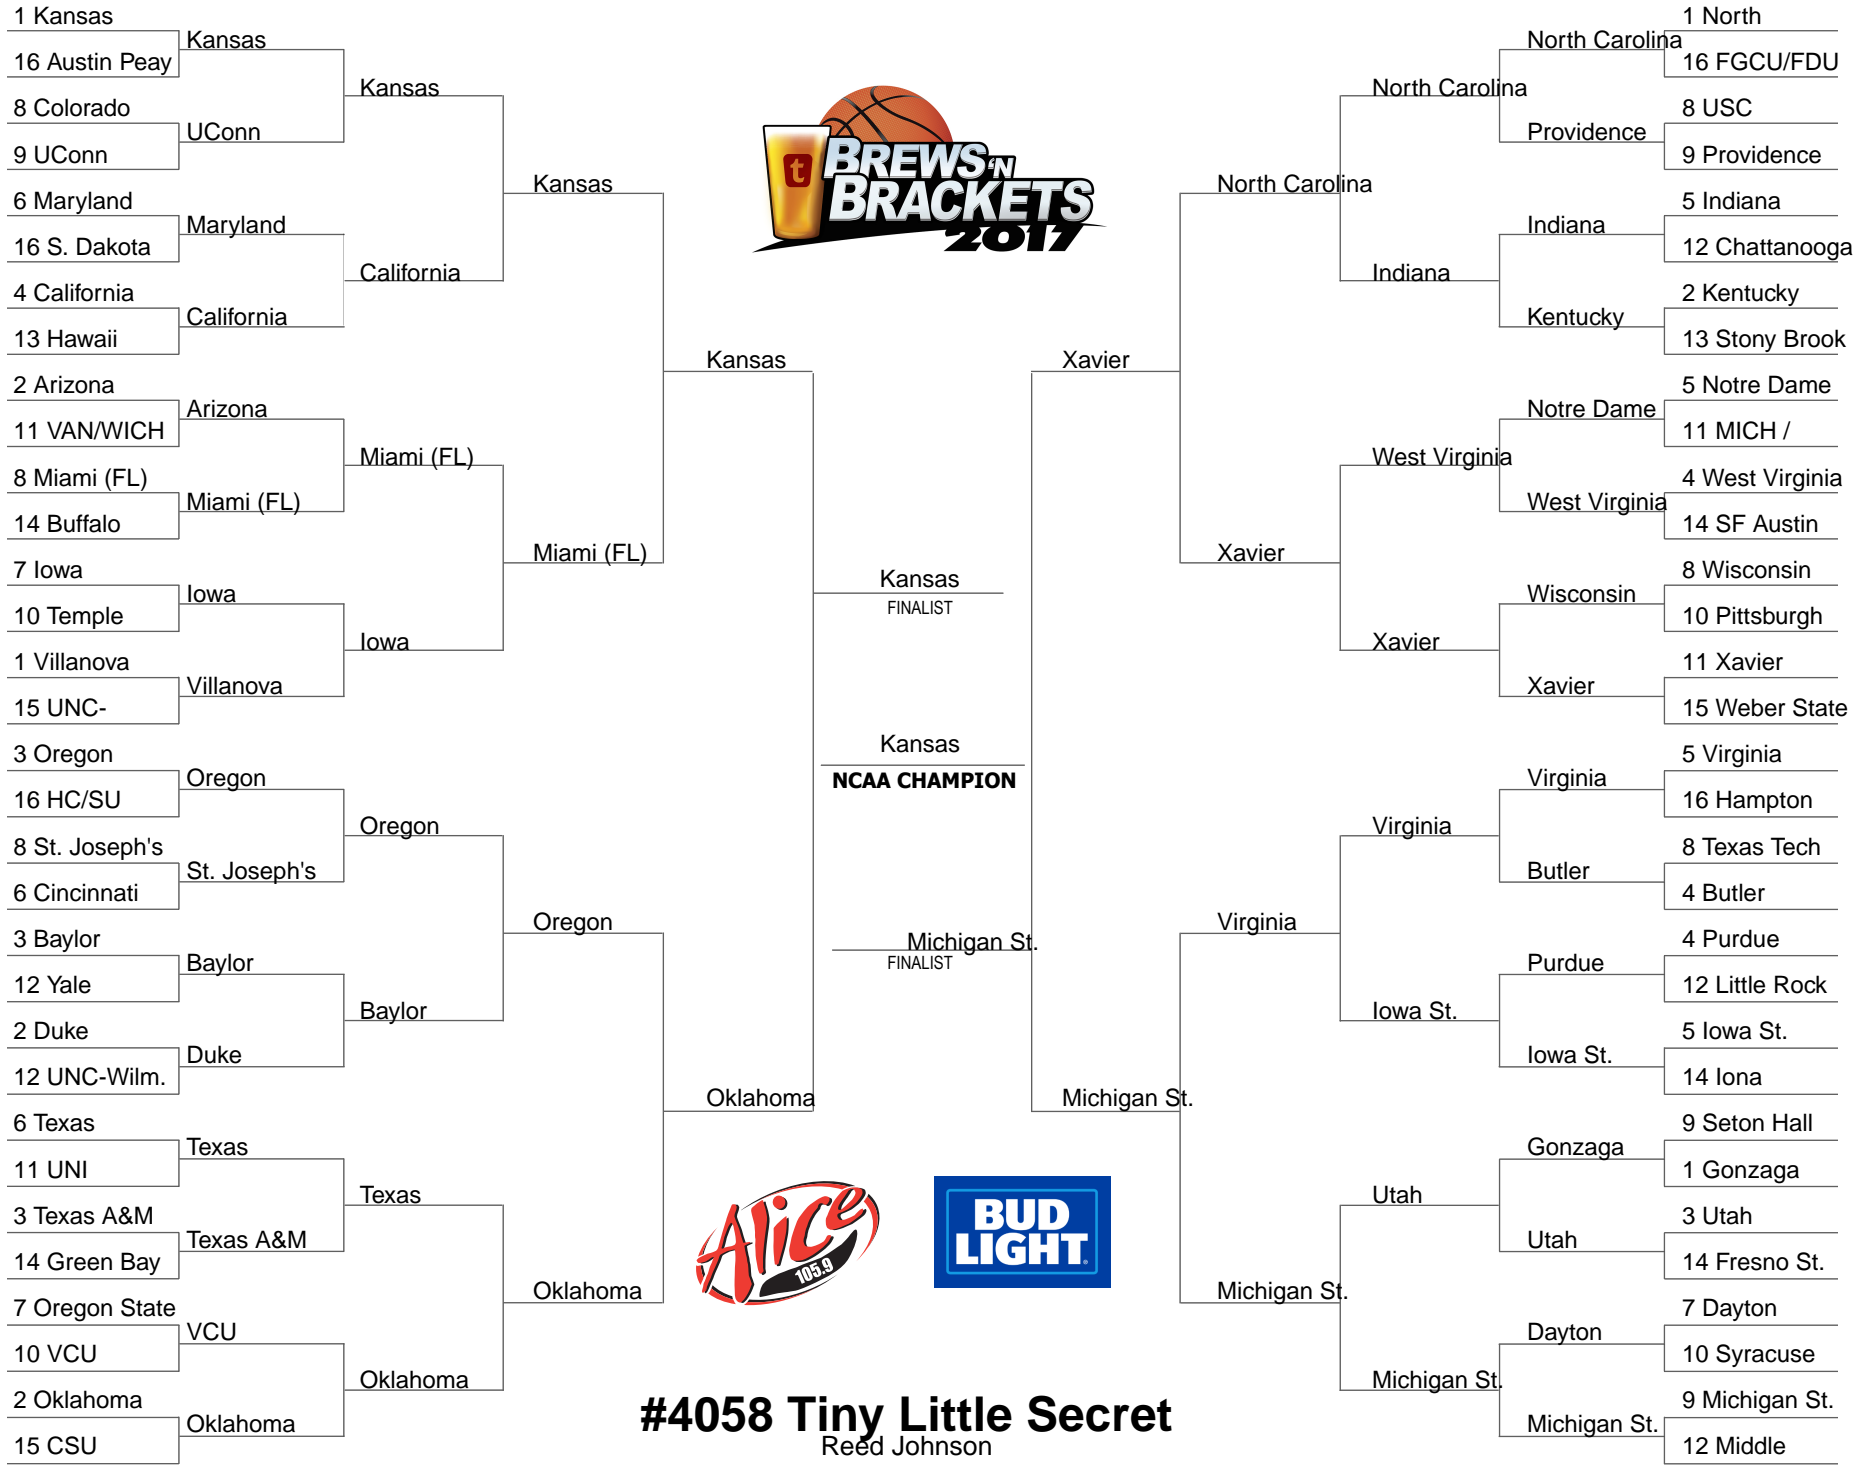 1 Kansas
16 Austin Peay
8 Colorado
9 UConn
6 Maryland
16 S. Dakota
4 California
13 Hawaii
2 Arizona
11 VAN/WICH
8 Miami (FL)
14 Buffalo
7 Iowa
10 Temple
1 Villanova
15 UNC-
3 Oregon
16 HC/SU
8 St. Joseph's
6 Cincinnati
3 Baylor
12 Yale
2 Duke
12 UNC-Wilm.
6 Texas
11 UNI
3 Texas A&M
14 Green Bay
7 Oregon State
10 VCU
2 Oklahoma
15 CSU
Kansas
UConn
Maryland
California
Arizona
Miami (FL)
Iowa
Villanova
Oregon
St. Joseph's
Baylor
Duke
Texas
Texas A&M
VCU
Oklahoma
Kansas
California
Miami (FL)
Iowa
Oregon
Baylor
Texas
Oklahoma
Kansas
Miami (FL)
Oregon
Oklahoma
Kansas
Oklahoma
t
BREWS 'N
BRACKETS
2017
Kansas
FINALIST
Kansas
NCAA CHAMPION
Michigan St.
FINALIST
Alice
105.9
BUD
LIGHT
#4058 Tiny Little Secret
Reed Johnson
Xavier
Michigan St.
North Carolina
Xavier
Virginia
Michigan St.
North Carolina
Indiana
West Virginia
Xavier
Virginia
Iowa St.
Utah
Michigan St.
North Carolina
Providence
Indiana
Kentucky
Notre Dame
West Virginia
Wisconsin
Xavier
Virginia
Butler
Purdue
Iowa St.
Gonzaga
Utah
Dayton
Michigan St.
1 North
16 FGCU/FDU
8 USC
9 Providence
5 Indiana
12 Chattanooga
2 Kentucky
13 Stony Brook
5 Notre Dame
11 MICH /
4 West Virginia
14 SF Austin
8 Wisconsin
10 Pittsburgh
11 Xavier
15 Weber State
5 Virginia
16 Hampton
8 Texas Tech
4 Butler
4 Purdue
12 Little Rock
5 Iowa St.
14 Iona
9 Seton Hall
1 Gonzaga
3 Utah
14 Fresno St.
7 Dayton
10 Syracuse
9 Michigan St.
12 Middle